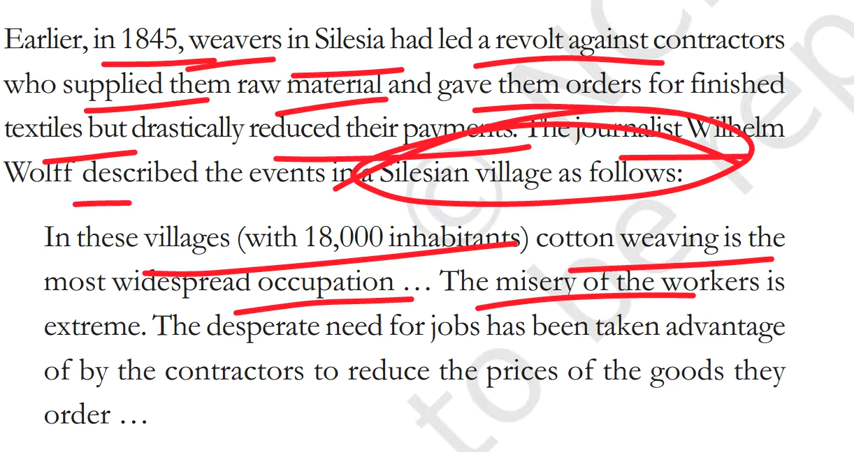 Earlier, in 1845, weavers in Silesia had led a revolt against contractors
who supplied them raw material and gave them orders for finished
textiles but drastically reduced their payments. The journalist Wilhelm
Wolff described the events in a Silesian village as follows:
In these villages (with 18,000 inhabitants) cotton weaving is the
most widespread occupation … The misery of the workers is
extreme. The desperate need for jobs has been taken advantage
of by the contractors to reduce the prices of the goods they
order …
© NC
to be rep